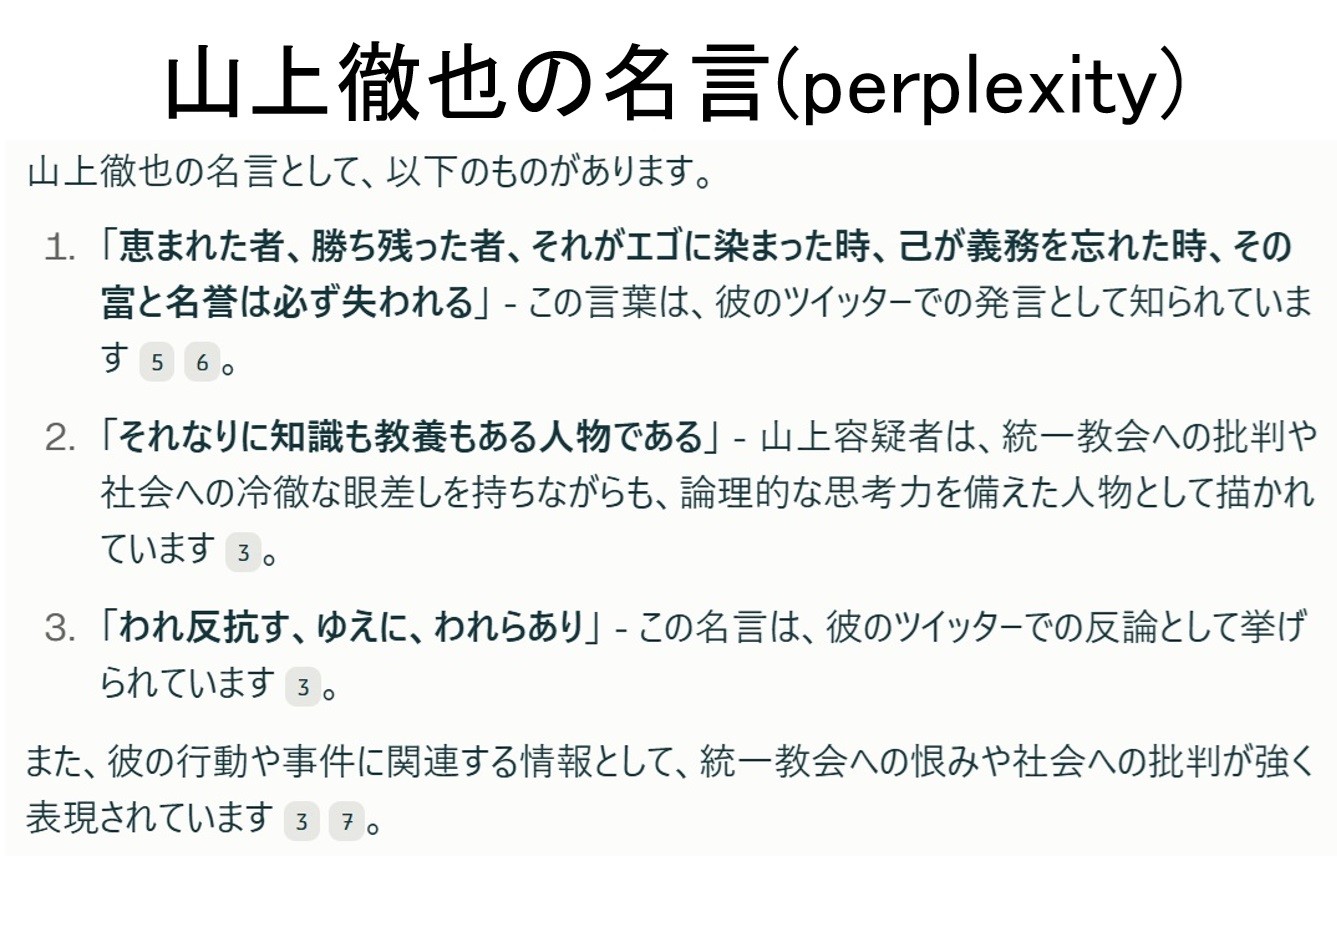 山上徹也の名言(perplexity)
山上徹也の名言として、以下のものがあります。
1. 「恵まれた者、勝ち残った者、それがエゴに染まった時、己が義務を忘れた時、その
富と名誉は必ず失われる」 - この言葉は、彼のツイッターでの発言として知られていま
す 5 6 。
2. 「それなりに知識も教養もある人物である」 - 山上容疑者は、統一教会への批判や
社会への冷徹な眼差しを持ちながらも、論理的な思考力を備えた人物として描かれ
ています 3 。
3. 「われ反抗す、ゆえに、われらあり」 - この名言は、彼のツイッターでの反論として挙げ
られています 3 。
また、彼の行動や事件に関連する情報として、統一教会への恨みや社会への批判が強く
表現されています 3 7 。